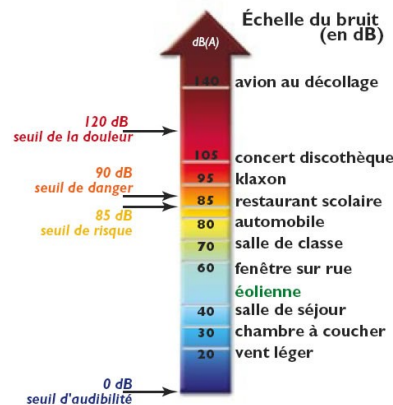 Échelle du bruit
(en dB)
dB(A)
140 avion au décollage
120 dB
seuil de la douleur
105 concert discothèque
95 klaxon
90 dB
seuil de danger
85 restaurant scolaire
85 dB
seuil de risque
80 automobile
70 salle de classe
60 fenêtre sur rue
éolienne
40 salle de séjour
30 chambre à coucher
20 vent léger
0 dB
seuil d'audibilité